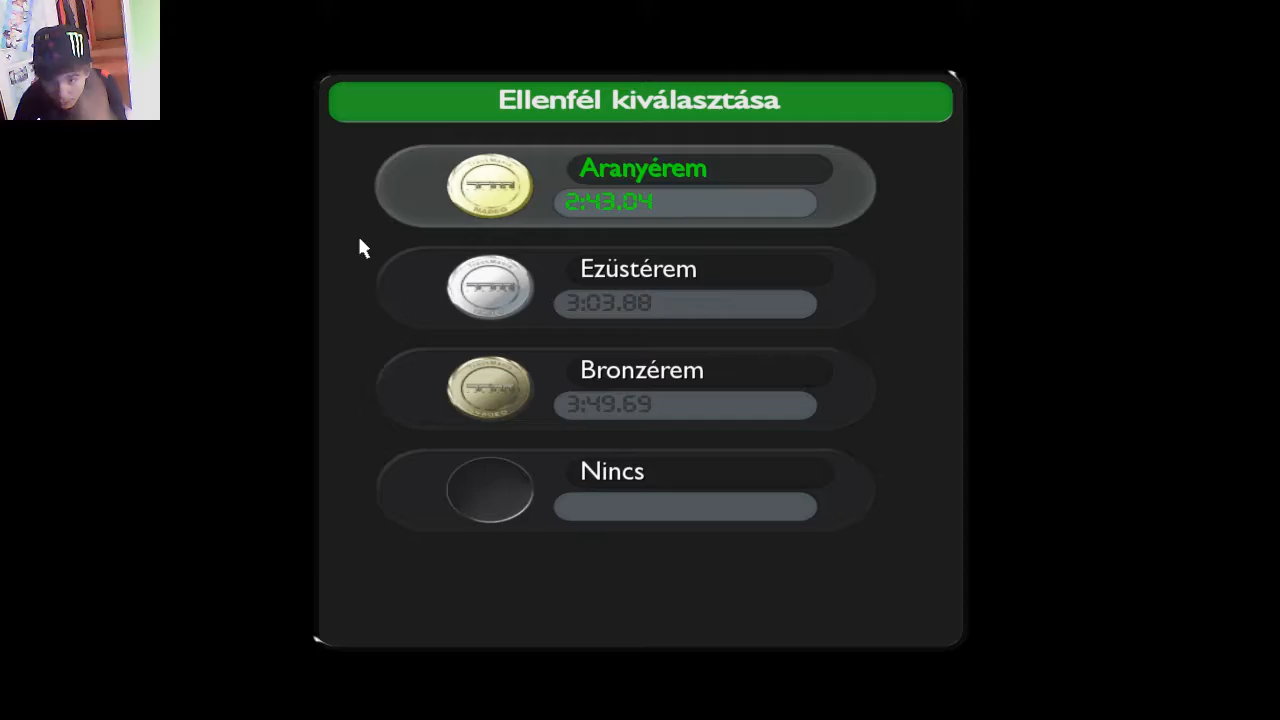 Ellenfél kiválasztása
Aranyérem
2:43.04
Ezüstérem
3:03.88
Bronzérem
3:49.69
Nincs